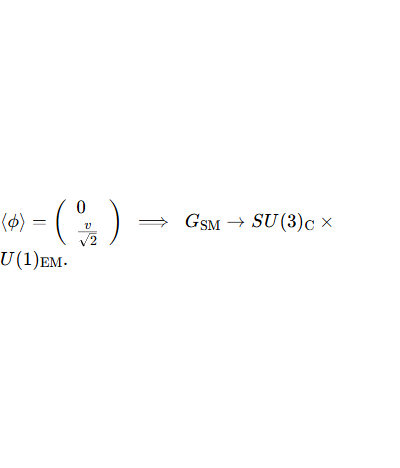 ⟨ϕ⟩ = ( 0 v/√2 ) ⟹ G_SM → SU(3)_C ×
U(1)_EM.